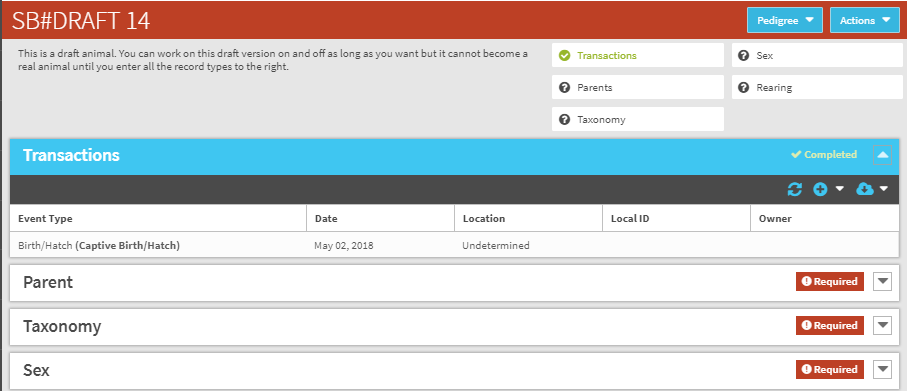 SB#DRAFT 14
Pedigree
Actions
This is a draft animal. You can work on this draft version on and off as long as you want but it cannot become a
real animal until you enter all the record types to the right.
Transactions
Sex
Parents
Rearing
Taxonomy
Transactions
Completed
Event Type Date Location Local ID Owner
Birth/Hatch (Captive Birth/Hatch) May 02, 2018 Undetermined
Parent
Required
Taxonomy
Required
Sex
Required